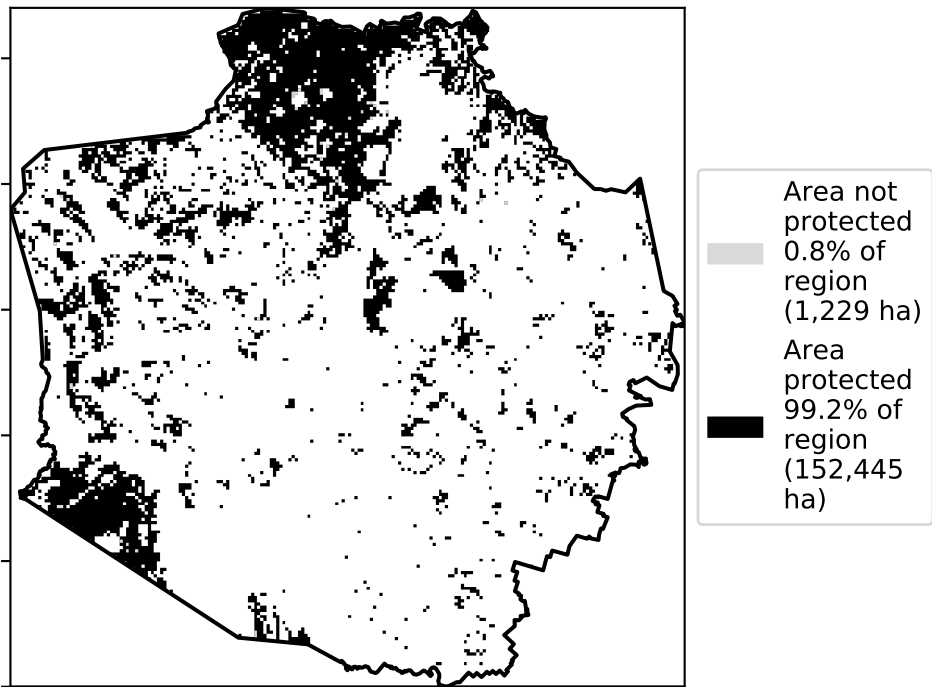 Area not
protected
0.8% of
region
(1,229 ha)
Area
protected
99.2% of
region
(152,445
ha)